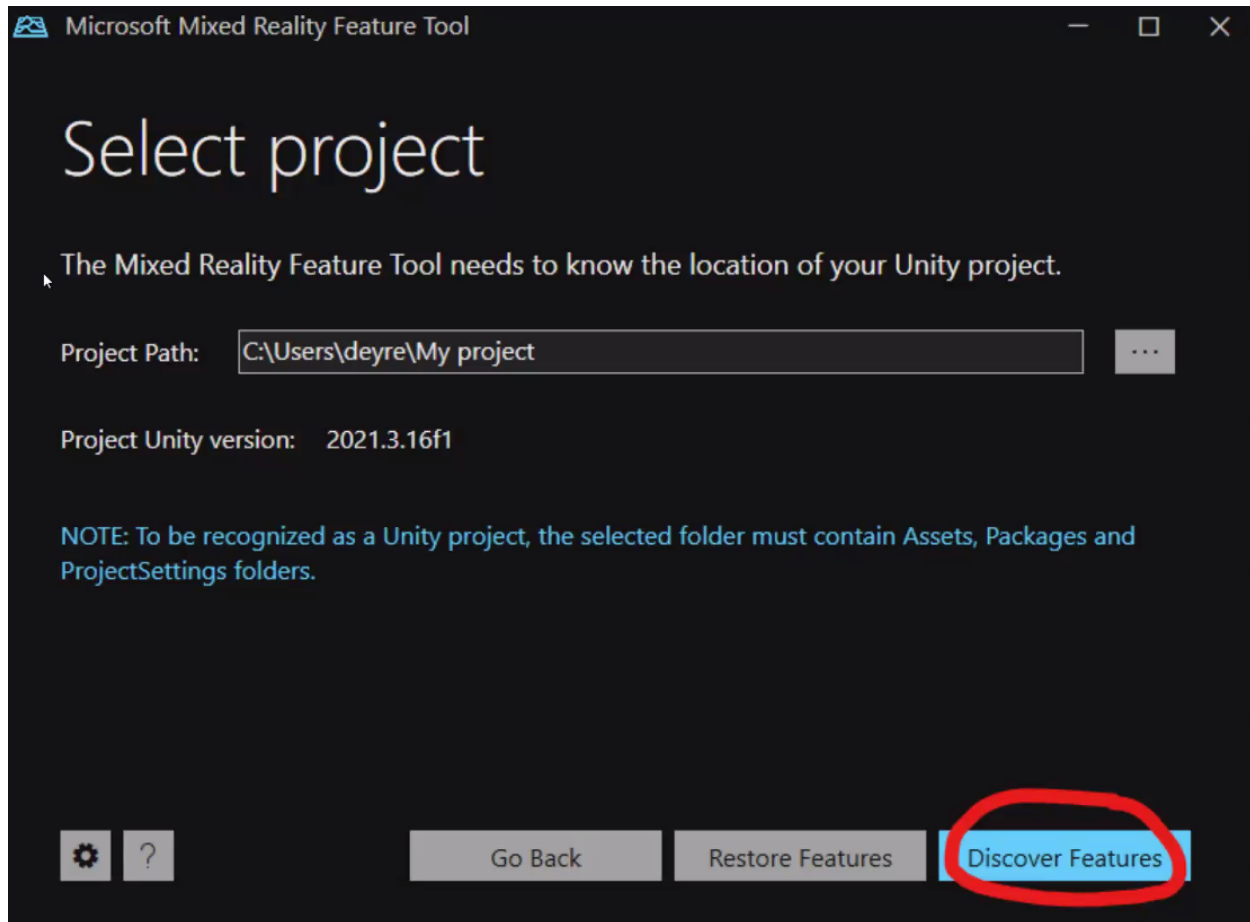 Microsoft Mixed Reality Feature Tool
Select project
The Mixed Reality Feature Tool needs to know the location of your Unity project.
Project Path: C:\Users\deyre\My project ...
Project Unity version: 2021.3.16f1
NOTE: To be recognized as a Unity project, the selected folder must contain Assets, Packages and
ProjectSettings folders.
? Go Back Restore Features Discover Features